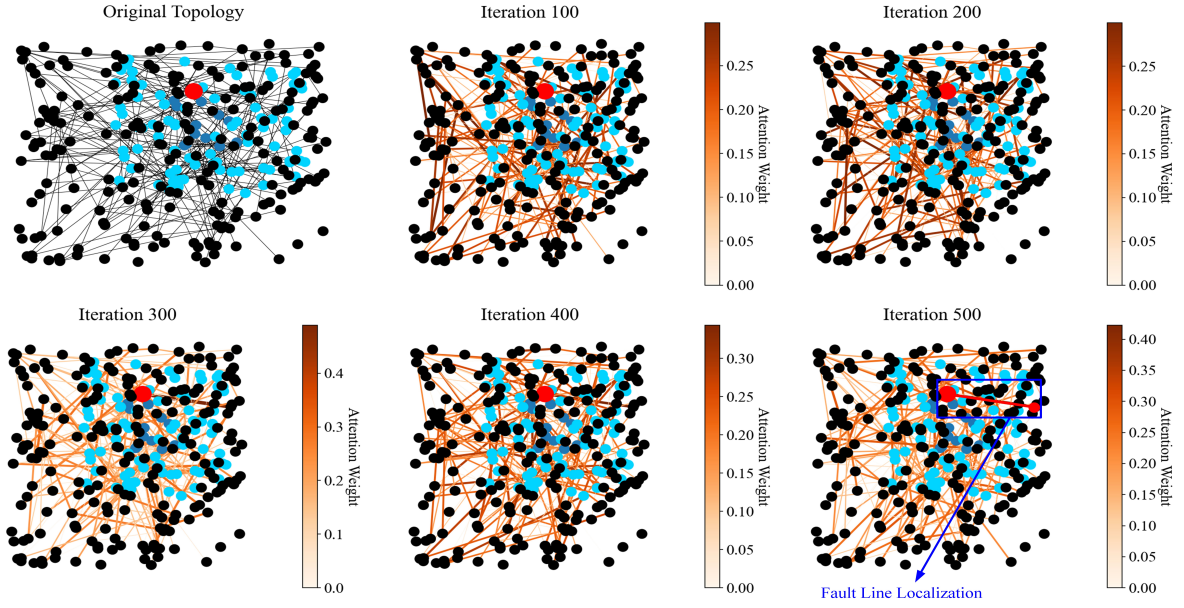 Original Topology
Iteration 100
Iteration 200
0.25
0.20
0.15
0.10
0.05
0.00
Attention Weight
0.25
0.20
0.15
0.10
0.05
0.00
Attention Weight
Iteration 300
Iteration 400
Iteration 500
0.4
0.3
0.2
0.1
0.0
Attention Weight
0.30
0.25
0.20
0.15
0.10
0.05
0.00
Attention Weight
0.40
0.35
0.30
0.25
0.20
0.15
0.10
0.05
0.00
Attention Weight
Fault Line Localization